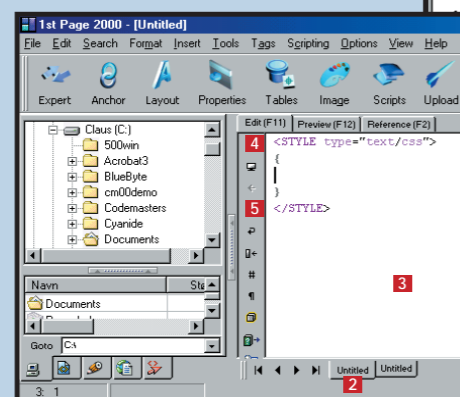 1st Page 2000 - [Untitled]
File Edit Search Format Insert Tools Tags Scripting Options View Help
Expert Anchor Layout Properties Tables Image Scripts Upload
Edit (F11) Preview (F12) Reference (F2)
Claus (C:)
500win
Acrobat3
BlueByte
cm00demo
Codemasters
Cyanide
Documents
4 <STYLE type="text/css">
{
}
5 </STYLE>
3
Navn
Documents
Goto C:\
Untitled Untitled
2
3: 1